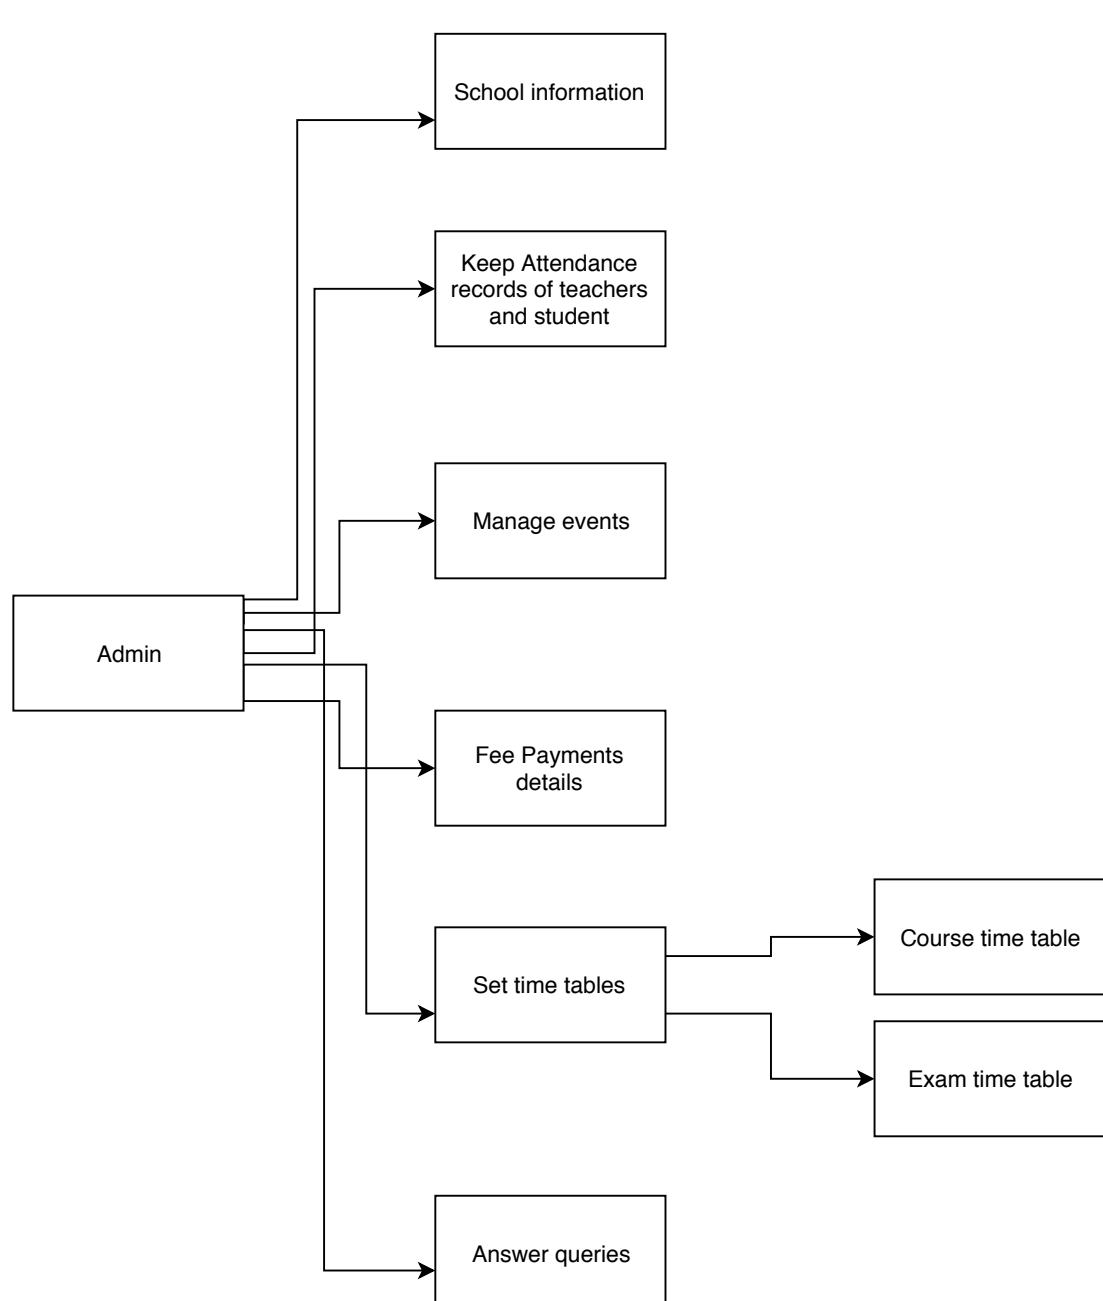 School information
Keep Attendance
records of teachers
and student
Manage events
Admin
Fee Payments
details
Set time tables
Course time table
Exam time table
Answer queries